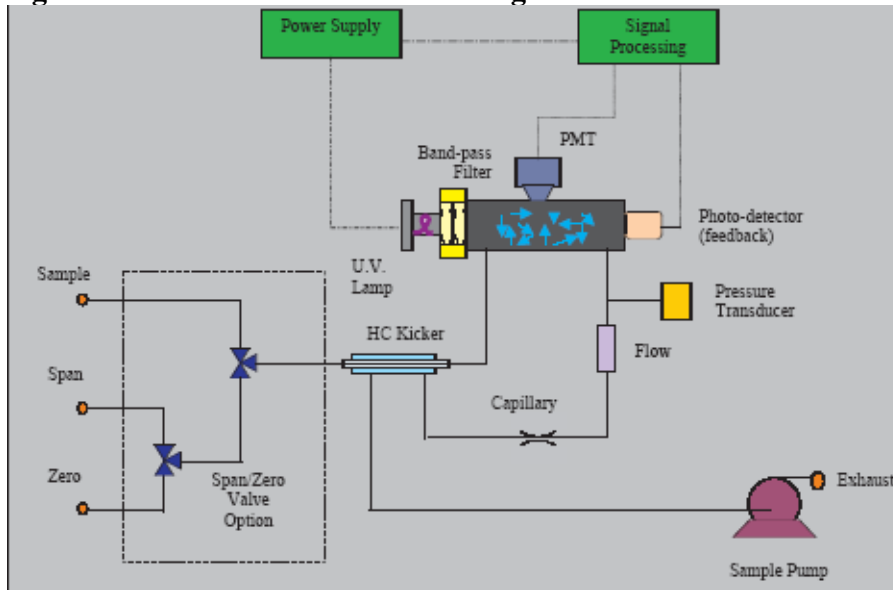 Power Supply
Signal
Processing
PMT
Band-pass
Filter
Photo-detector
(feedback)
U.V.
Lamp
Sample
Pressure
Transducer
HC Kicker
Flow
Span
Capillary
Zero
Span/Zero
Valve
Option
Exhaust
Sample Pump